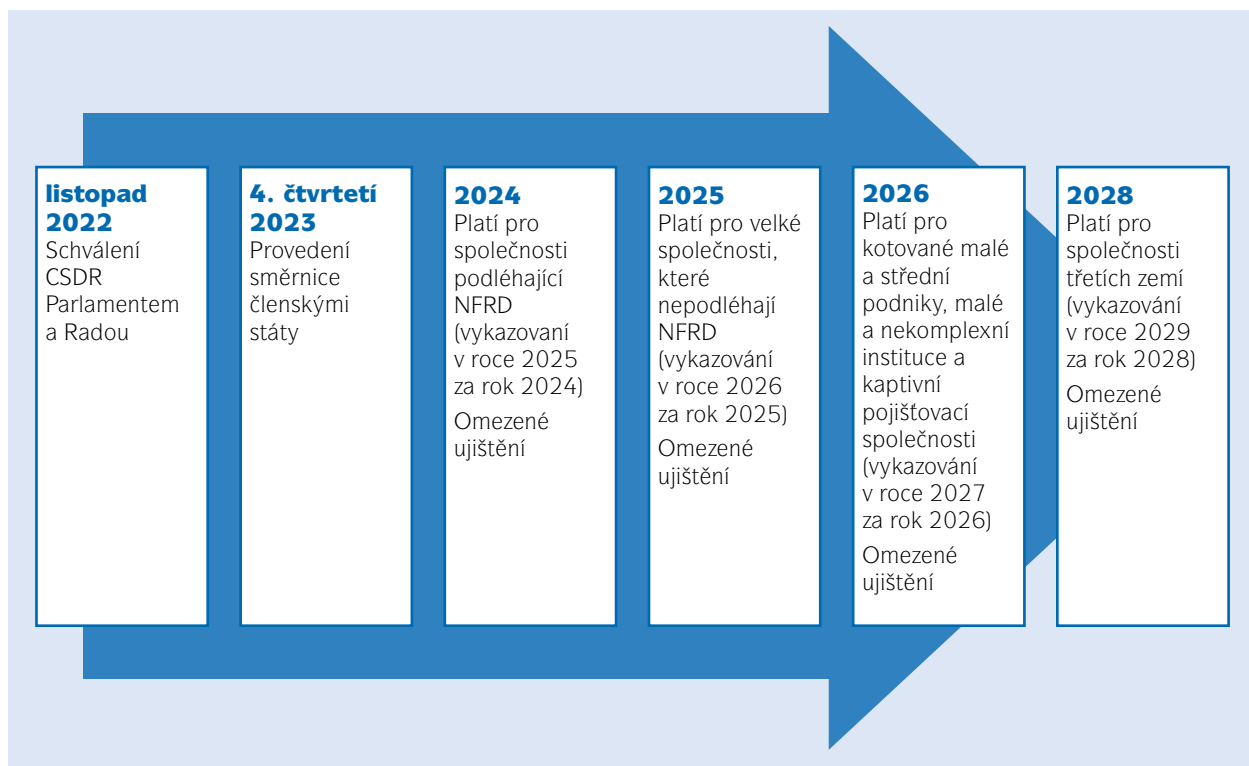 listopad
2022
Schválení
CSDR
Parlamentem
a Radou
4. čtvrtetí
2023
Provedení
směrnice
členskými
státy
2024
Platí pro
společnosti
podléhající
NFRD
(vykazovaní
v roce 2025
za rok 2024)
Omezené
ujištění
2025
Platí pro velké
společnosti,
které
nepodléhají
NFRD
(vykazování
v roce 2026
za rok 2025)
Omezené
ujištění
2026
Platí pro
kotované malé
a střední
podniky, malé
a nekomplexní
instituce a
kaptivní
pojišťovací
společnosti
(vykazování
v roce 2027
za rok 2026)
Omezené
ujištění
2028
Platí pro
společnosti
třetích zemí
(vykazování
v roce 2029
za rok 2028)
Omezené
ujištění